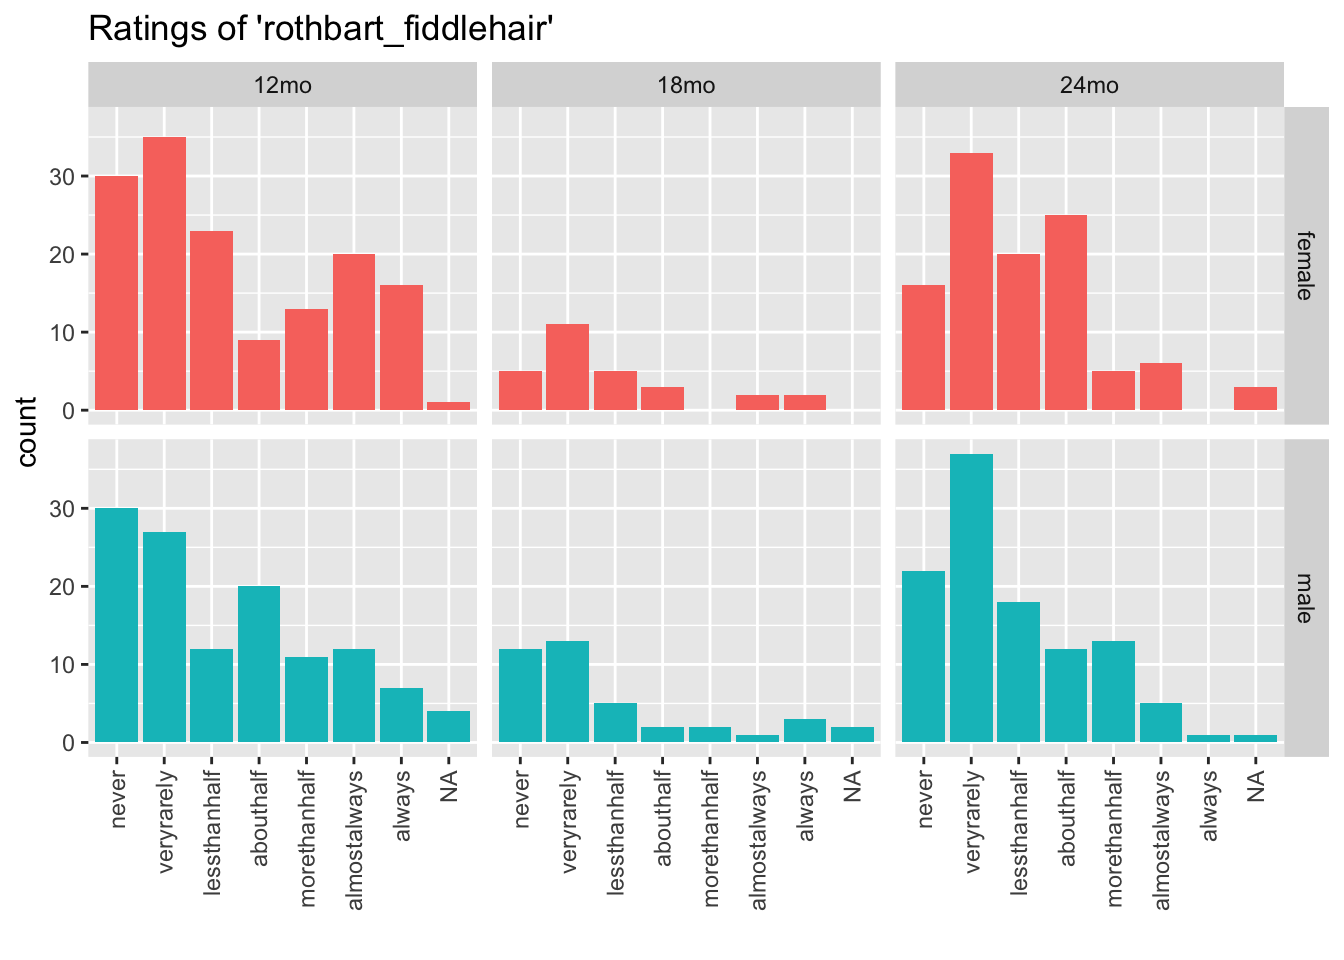 Ratings of 'rothbart_fiddlehair'
12mo 18mo 24mo
30
20
10
0
female
count
30
20
10
0
male
never veryrarely lessthanhalf abouthalf morethanhalf almostalways always NA never veryrarely lessthanhalf abouthalf morethanhalf almostalways always NA never veryrarely lessthanhalf abouthalf morethanhalf almostalways always NA